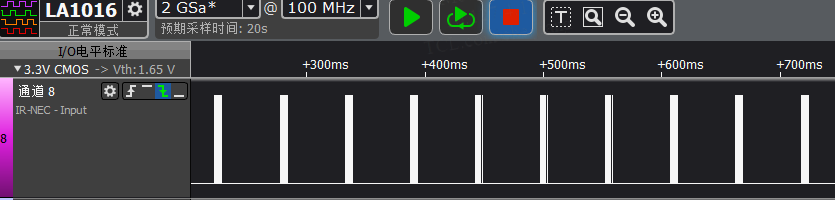 LA1016
正常模式
2 GSa* @ 100 MHz
预期采样时间: 20s
I/O电平标准
3.3V CMOS -> Vth:1.65 V
+300ms +400ms +500ms +600ms +700ms
通道 8
IR-NEC - Input
8
T